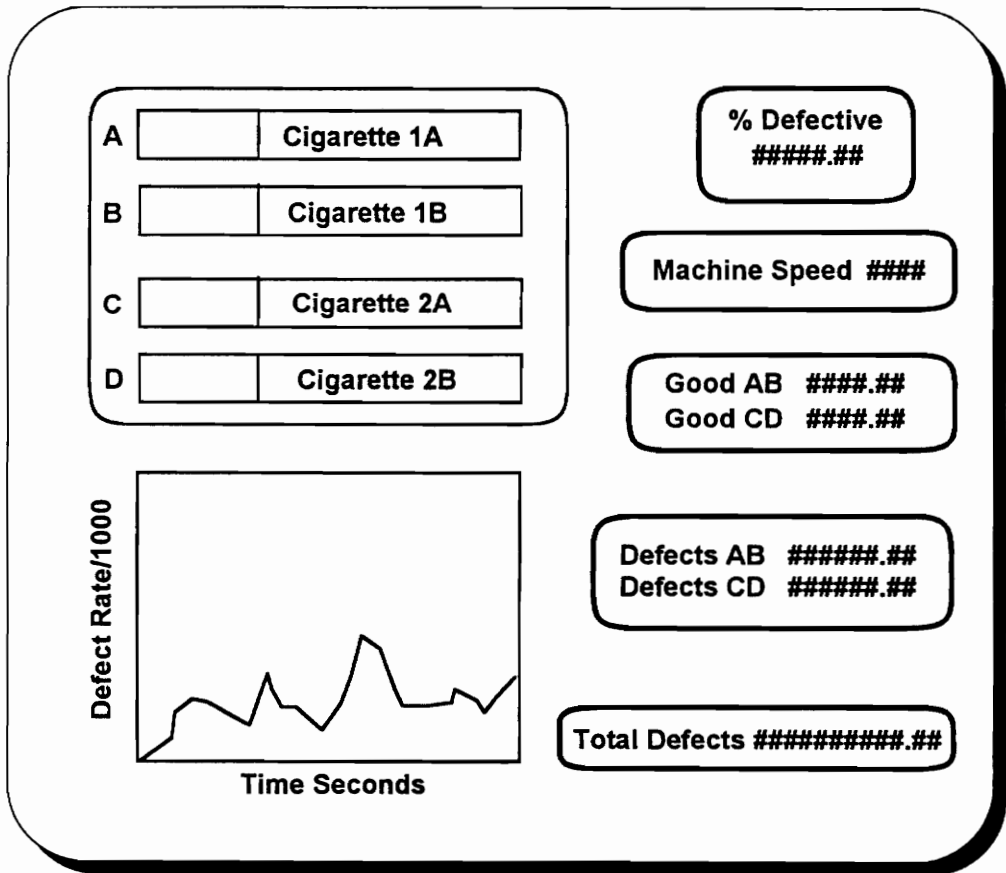 A Cigarette 1A
B Cigarette 1B
C Cigarette 2A
D Cigarette 2B
% Defective
#####.##
Machine Speed ####
Good AB ####.##
Good CD ####.##
Defects AB ######.##
Defects CD ######.##
Total Defects ##########.##
Defect Rate/1000
Time Seconds